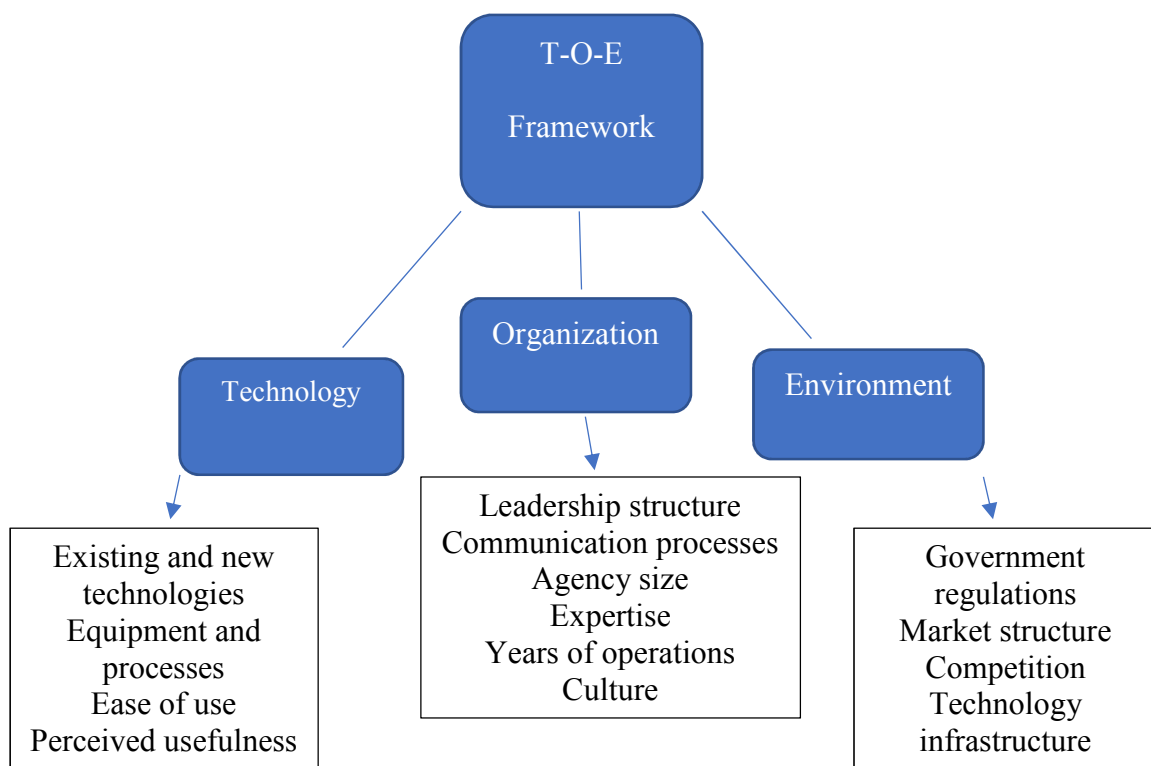 T-O-E
Framework
Technology
Organization
Environment
Existing and new
technologies
Equipment and
processes
Ease of use
Perceived usefulness
Leadership structure
Communication processes
Agency size
Expertise
Years of operations
Culture
Government
regulations
Market structure
Competition
Technology
infrastructure